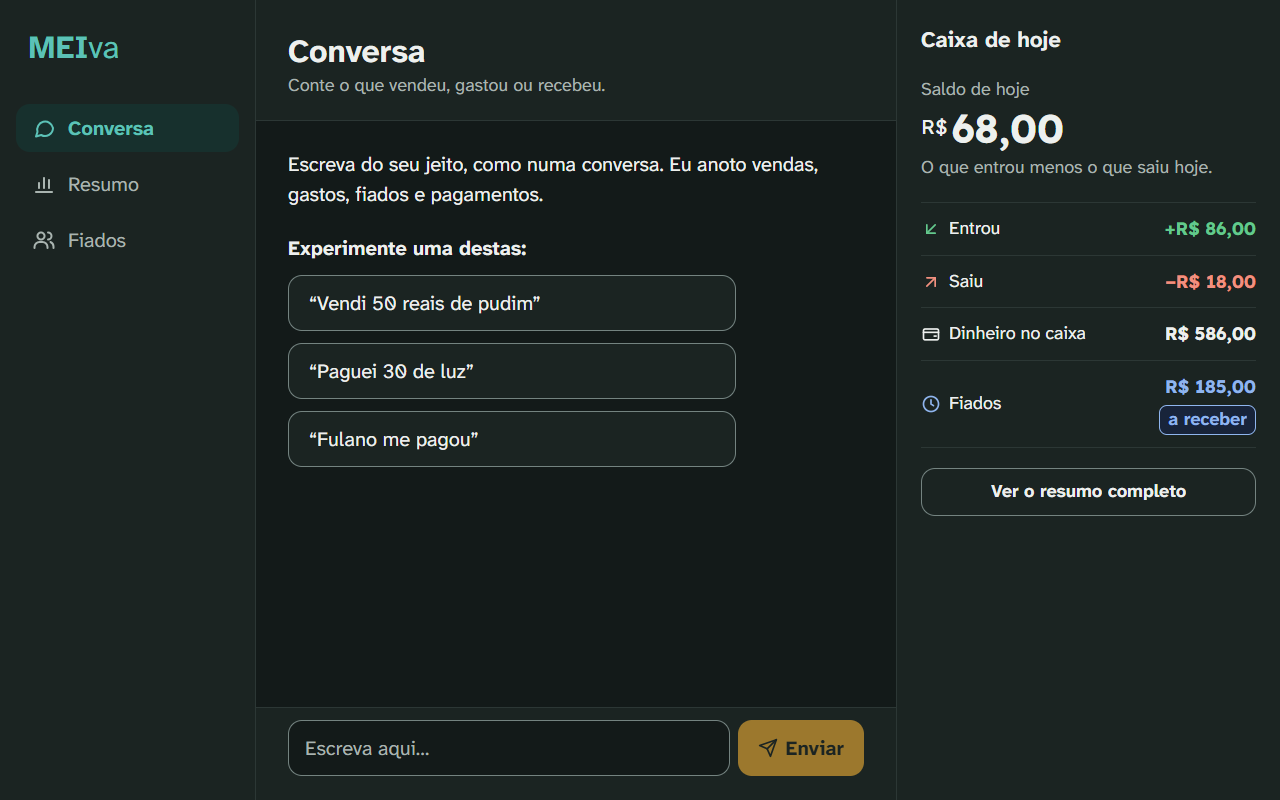 MEIva
Conversa
Resumo
Fiados
Conversa
Conte o que vendeu, gastou ou recebeu.
Escreva do seu jeito, como numa conversa. Eu anoto vendas,
gastos, fiados e pagamentos.
Experimente uma destas:
“Vendi 50 reais de pudim”
“Paguei 30 de luz”
“Fulano me pagou”
Escreva aqui...
Enviar
Caixa de hoje
Saldo de hoje
R$ 68,00
O que entrou menos o que saiu hoje.
Entrou +R$ 86,00
Saiu −R$ 18,00
Dinheiro no caixa R$ 586,00
Fiados R$ 185,00
a receber
Ver o resumo completo